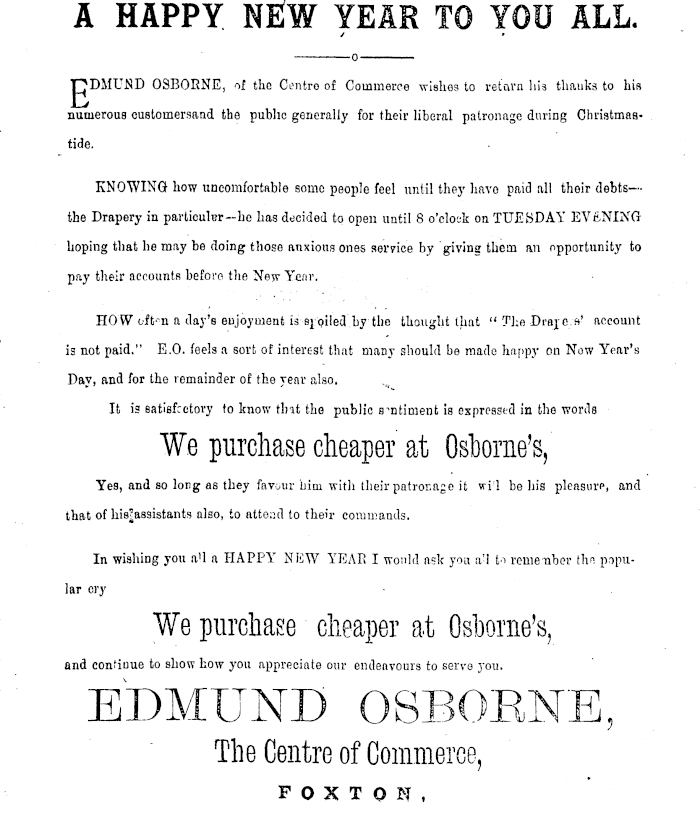 A HAPPY NEW YEAR TO YOU ALL.
EDMUND OSBORNE, of the Centre of Commerce wishes to return his thanks to his
numerous customersand the public generally for their liberal patronage during Christmas-
tide.
KNOWING how uncomfortable some people feel until they have paid all their debts—
the Drapery in particular—he has decided to open until 8 o'clock on TUESDAY EVENING
hoping that he may be doing those anxious ones service by giving them an opportunity to
pay their accounts before the New Year.
HOW often a day's enjoyment is spoiled by the thought that "The Drapers' account
is not paid." E.O. feels a sort of interest that many should be made happy on New Year's
Day, and for the remainder of the year also.
It is satisfactory to know that the public sentiment is expressed in the words
We purchase cheaper at Osborne's,
Yes, and so long as they favour him with their patronage it will be his pleasure, and
that of his assistants also, to attend to their commands.
In wishing you all a HAPPY NEW YEAR I would ask you all to remember the popu-
lar cry
We purchase cheaper at Osborne's,
and continue to show how you appreciate our endeavours to serve you.
EDMUND OSBORNE,
The Centre of Commerce,
FOXTON,